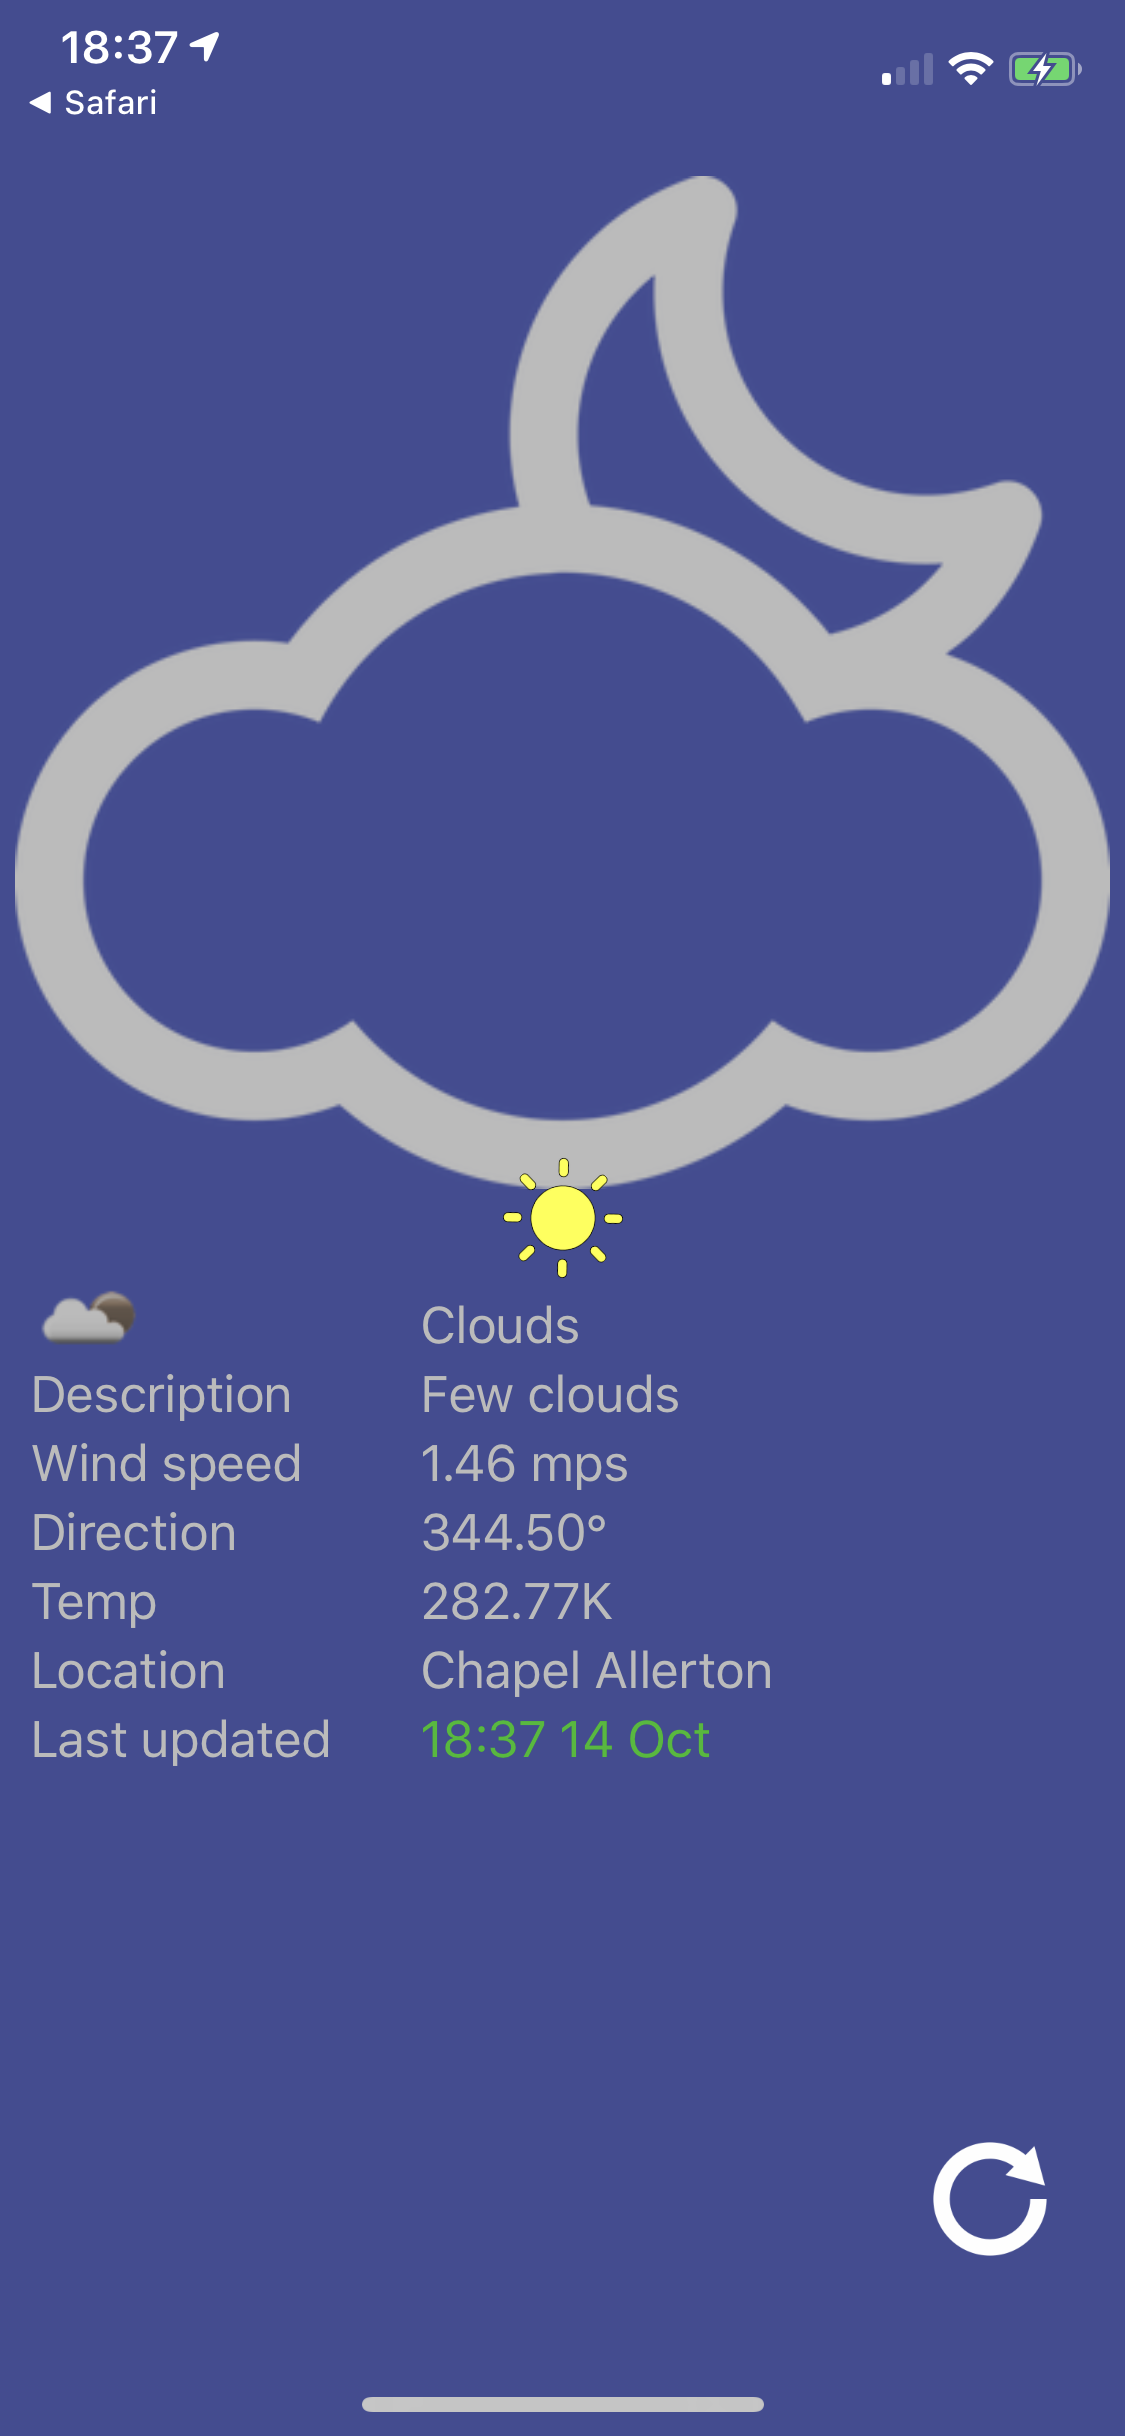 18:37
Safari
Clouds
Description Few clouds
Wind speed 1.46 mps
Direction 344.50°
Temp 282.77K
Location Chapel Allerton
Last updated 18:37 14 Oct